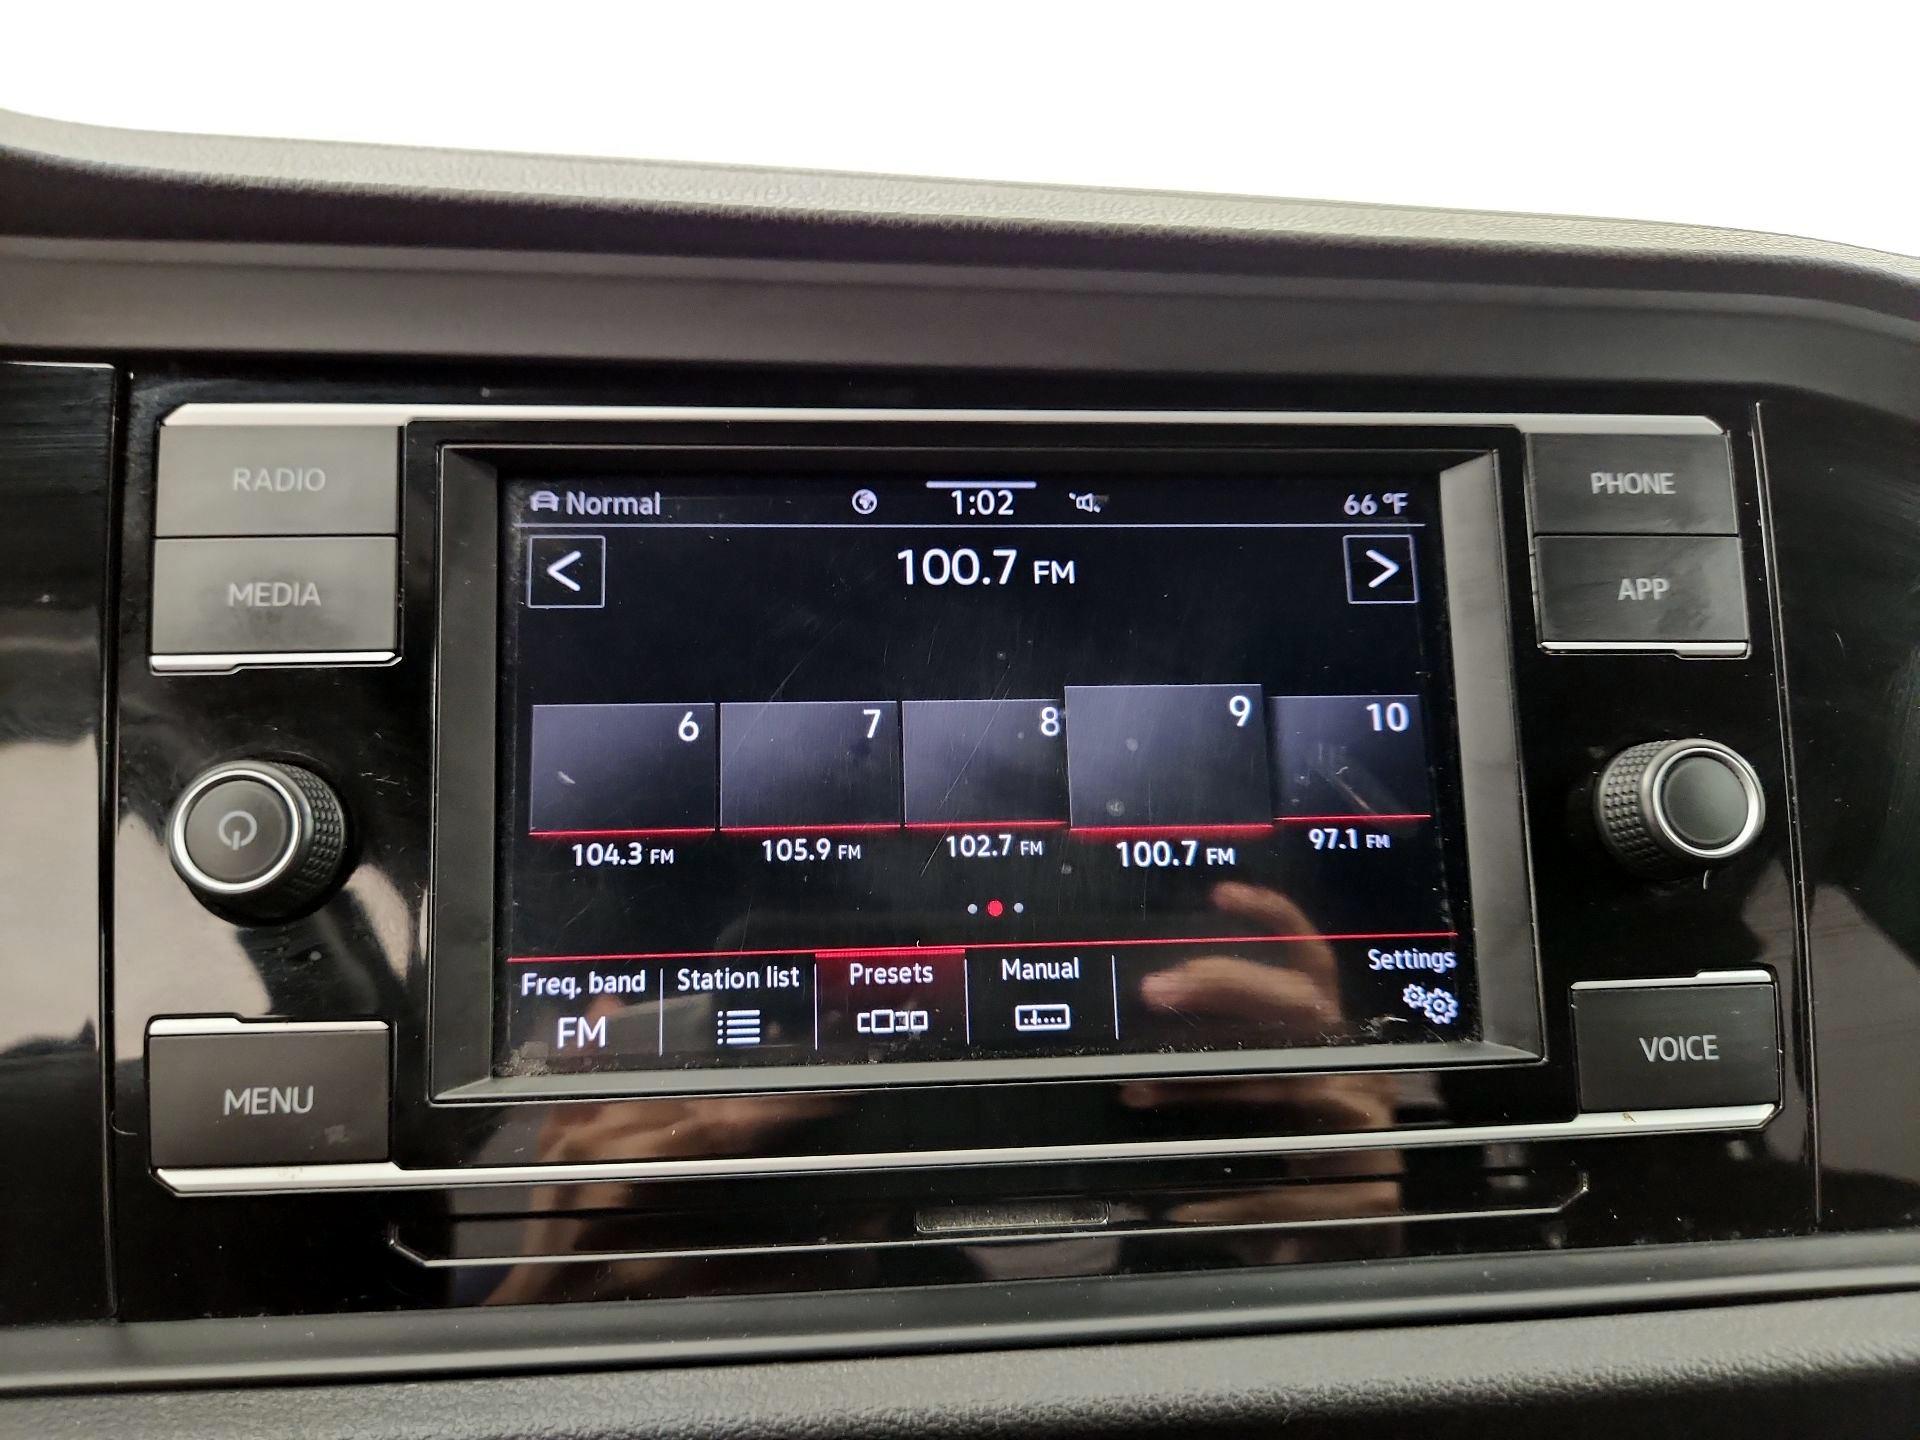 RADIO
MEDIA
MENU
PHONE
APP
VOICE
Normal 1:02 66 °F
< 100.7 FM >
6 7 8 9 10
104.3 FM 105.9 FM 102.7 FM 100.7 FM 97.1 FM
Freq. band Station list Presets Manual Settings
FM